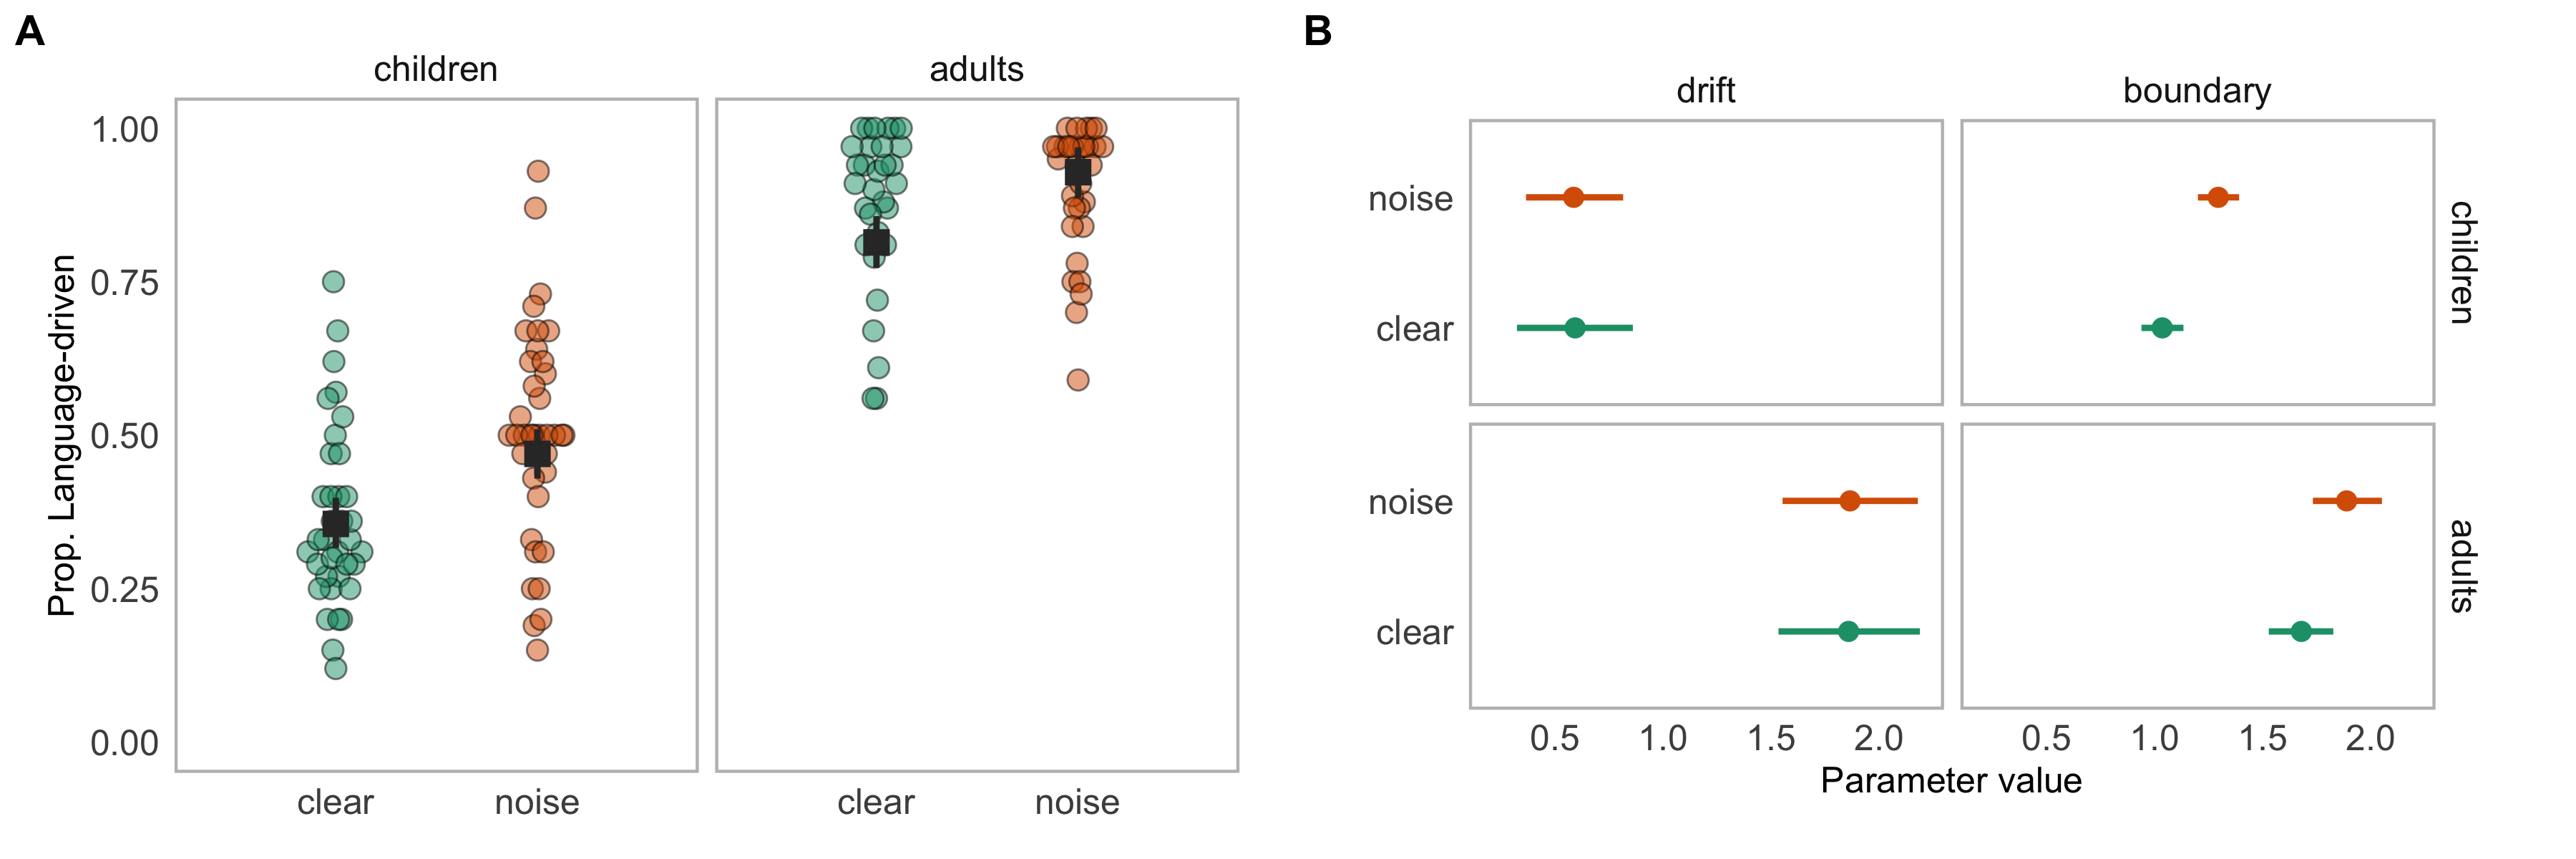 A
children
adults
Prop. Language-driven
1.00
0.75
0.50
0.25
0.00
clear
noise
clear
noise
B
drift
boundary
noise
clear
children
noise
clear
adults
0.5 1.0 1.5 2.0
0.5 1.0 1.5 2.0
Parameter value